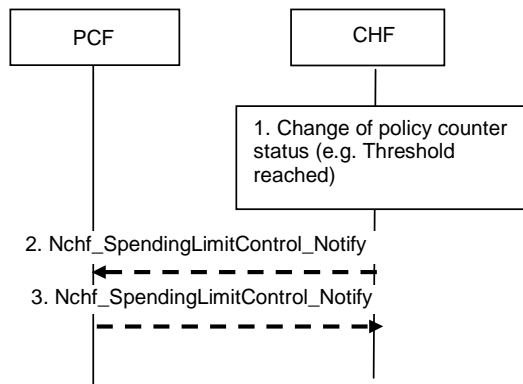 PCF
CHF
1. Change of policy counter
status (e.g. Threshold
reached)
2. Nchf_SpendingLimitControl_Notify
3. Nchf_SpendingLimitControl_Notify